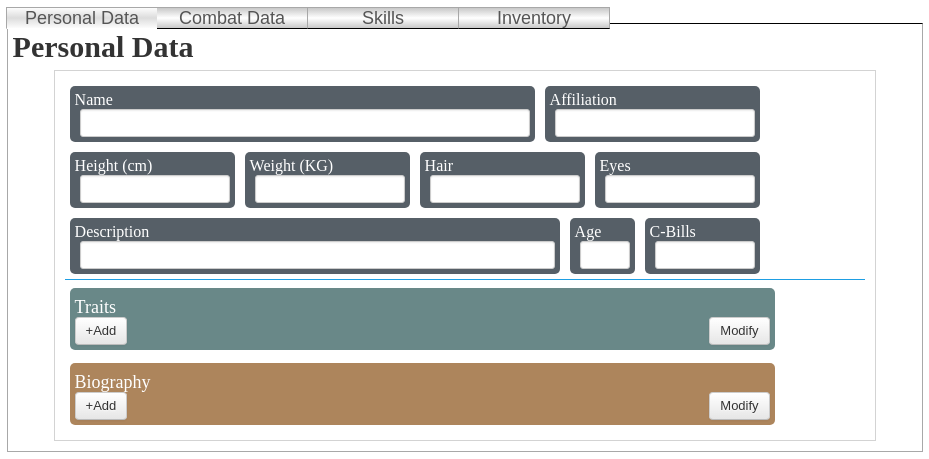 Personal Data Combat Data Skills Inventory
Personal Data
Name Affiliation
Height (cm) Weight (KG) Hair Eyes
Description Age C-Bills
Traits
+Add Modify
Biography
+Add Modify